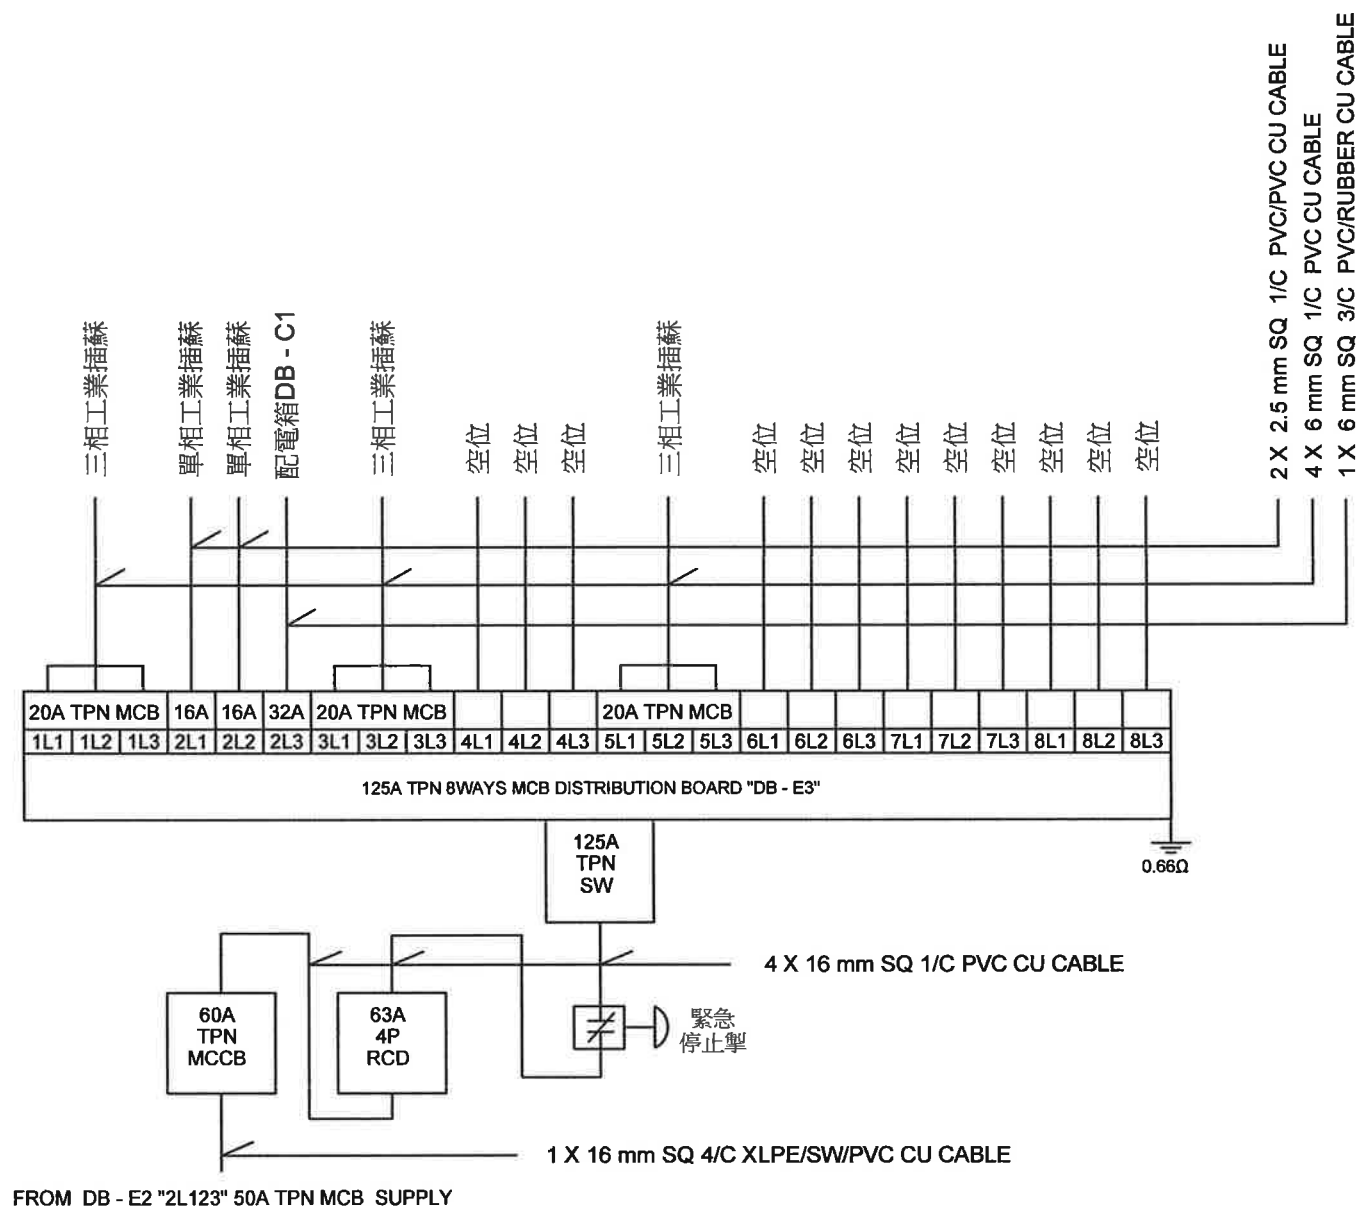 2 X 2.5 mm SQ 1/C PVC/PVC CU CABLE
4 X 6 mm SQ 1/C PVC CU CABLE
1 X 6 mm SQ 3/C PVC/RUBBER CU CABLE
三相工業插蘇
單相工業插蘇
單相工業插蘇
配電箱DB - C1
三相工業插蘇
空位
空位
空位
三相工業插蘇
空位
空位
空位
空位
空位
空位
空位
空位
空位
20A TPN MCB 16A 16A 32A 20A TPN MCB 20A TPN MCB
1L1 1L2 1L3 2L1 2L2 2L3 3L1 3L2 3L3 4L1 4L2 4L3 5L1 5L2 5L3 6L1 6L2 6L3 7L1 7L2 7L3 8L1 8L2 8L3
125A TPN 8WAYS MCB DISTRIBUTION BOARD "DB - E3"
125A
TPN
SW
0.66Ω
4 X 16 mm SQ 1/C PVC CU CABLE
60A
TPN
MCCB
63A
4P
RCD
緊急
停止掣
1 X 16 mm SQ 4/C XLPE/SW/PVC CU CABLE
FROM DB - E2 "2L123" 50A TPN MCB SUPPLY